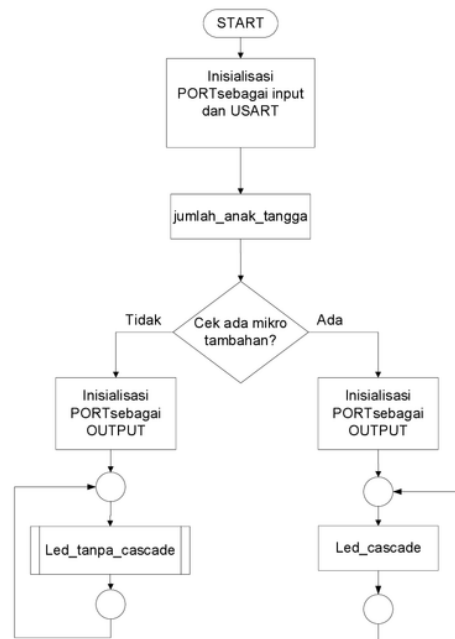 START
Inisialisasi
PORTsebagai input
dan USART
jumlah_anak_tangga
Tidak
Cek ada mikro
tambahan?
Ada
Inisialisasi
PORTsebagai
OUTPUT
Inisialisasi
PORTsebagai
OUTPUT
Led_tanpa_cascade
Led_cascade